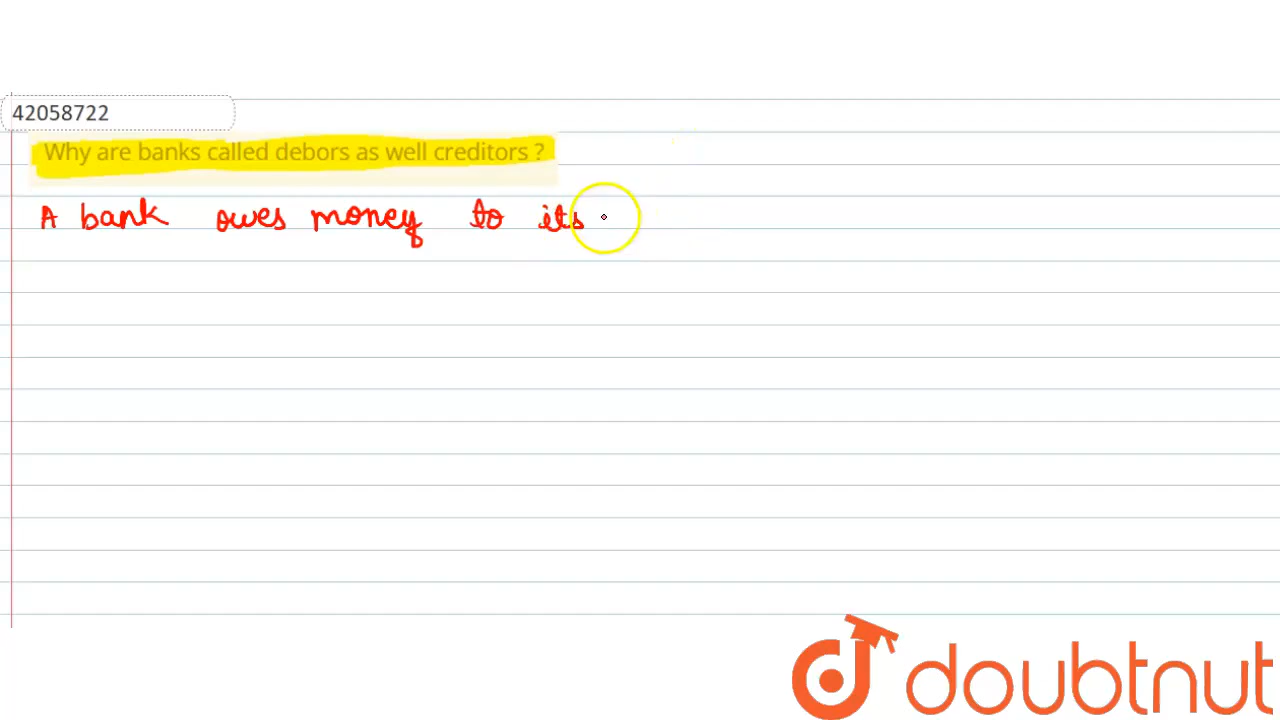 42058722
Why are banks called debors as well creditors ?
A bank owes money to its
doubtnut